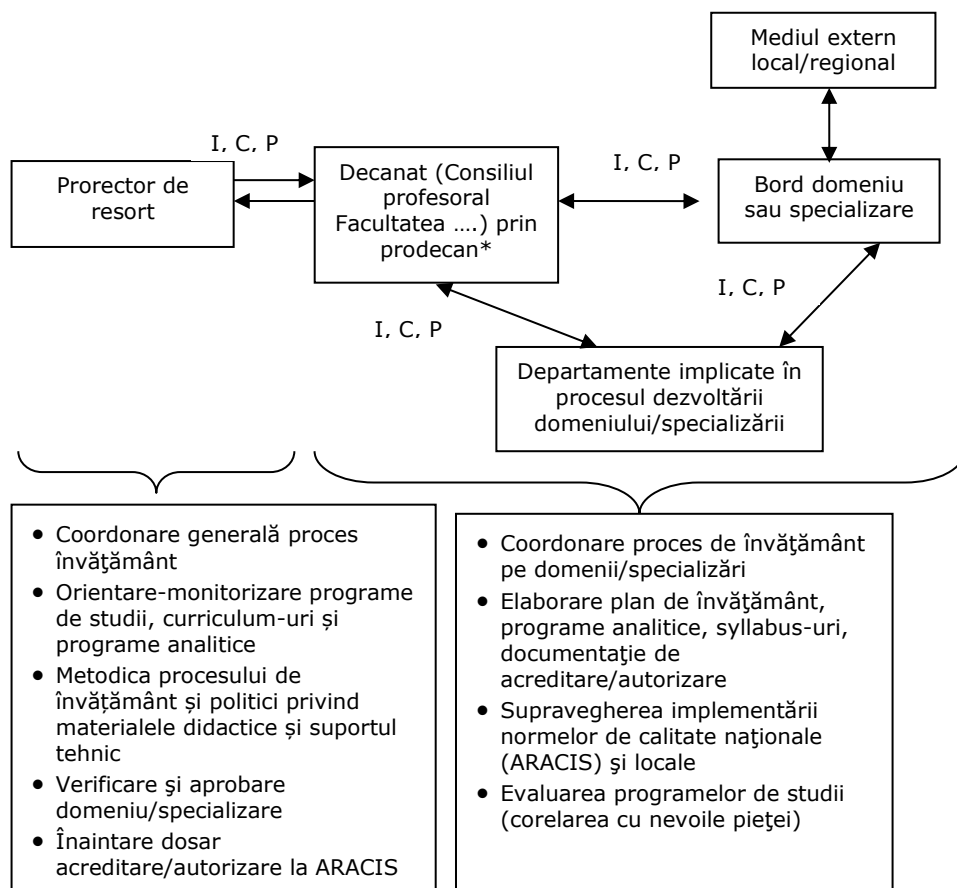 Mediul extern
local/regional
I, C, P
Prorector de
resort
Decanat (Consiliul
profesoral
Facultatea ….) prin
prodecan*
I, C, P
Bord domeniu
sau specializare
I, C, P
I, C, P
Departamente implicate în
procesul dezvoltării
domeniului/specializării
• Coordonare generală proces
învăţământ
• Orientare-monitorizare programe
de studii, curriculum-uri și
programe analitice
• Metodica procesului de
învățământ și politici privind
materialele didactice și suportul
tehnic
• Verificare şi aprobare
domeniu/specializare
• Înaintare dosar
acreditare/autorizare la ARACIS
• Coordonare proces de învăţământ
pe domenii/specializări
• Elaborare plan de învăţământ,
programe analitice, syllabus-uri,
documentaţie de
acreditare/autorizare
• Supravegherea implementării
normelor de calitate naţionale
(ARACIS) şi locale
• Evaluarea programelor de studii
(corelarea cu nevoile pieţei)